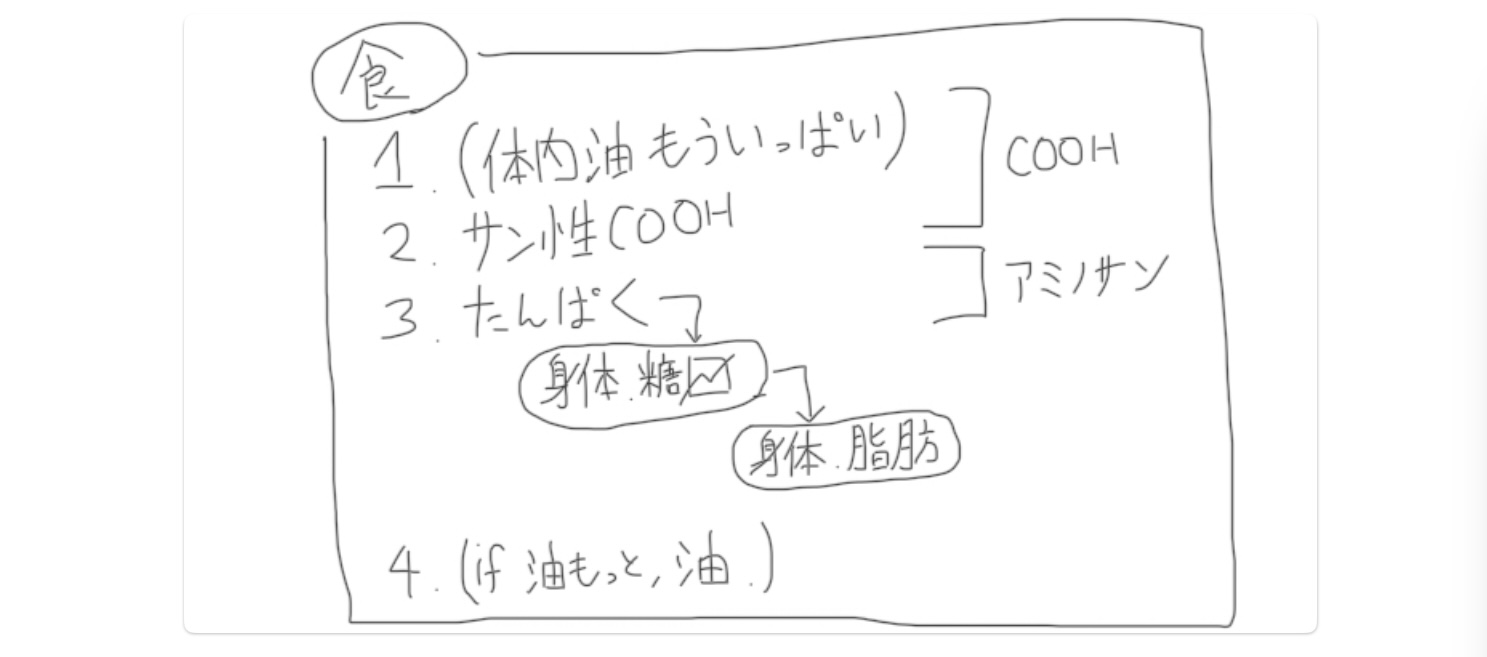 食
1. (体内油 もういっぱい)
2. サン性COOH
3. たんぱく
身体.糖
身体.脂肪
4. (if 油もっと, 油.)
COOH
アミノサン